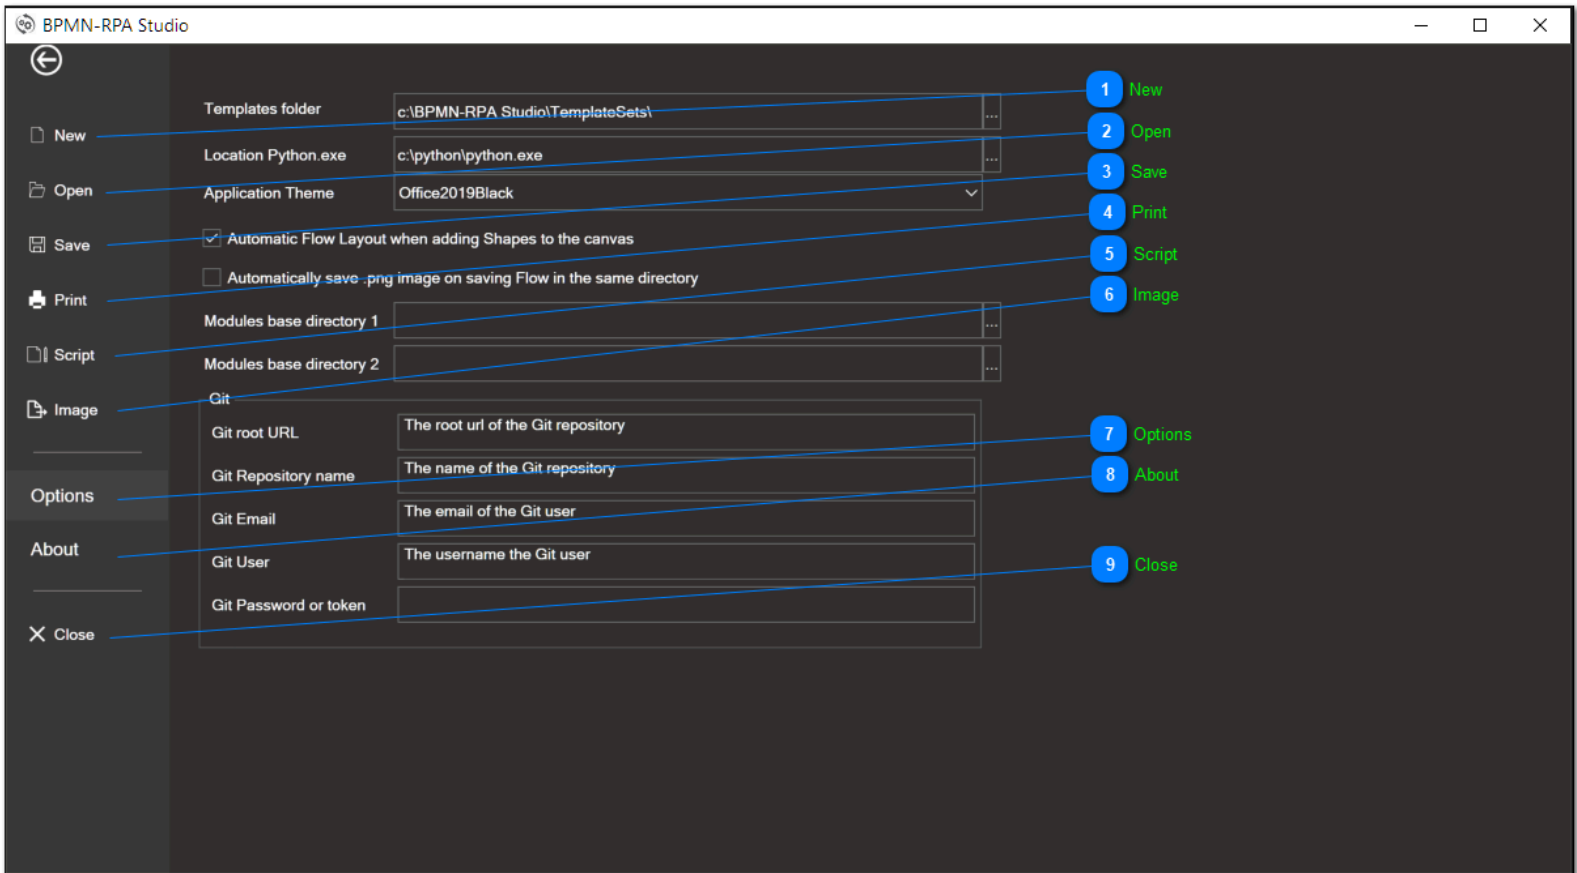 BPMN-RPA Studio
New
Open
Save
Print
Script
Image
Options
About
Close
Templates folder
c:\BPMN-RPA Studio\TemplateSets\
...
Location Python.exe
c:\python\python.exe
...
Application Theme
Office2019Black
Automatic Flow Layout when adding Shapes to the canvas
Automatically save .png image on saving Flow in the same directory
Modules base directory 1
...
Modules base directory 2
...
Git
Git root URL
The root url of the Git repository
Git Repository name
The name of the Git repository
Git Email
The email of the Git user
Git User
The username the Git user
Git Password or token
1 New
2 Open
3 Save
4 Print
5 Script
6 Image
7 Options
8 About
9 Close